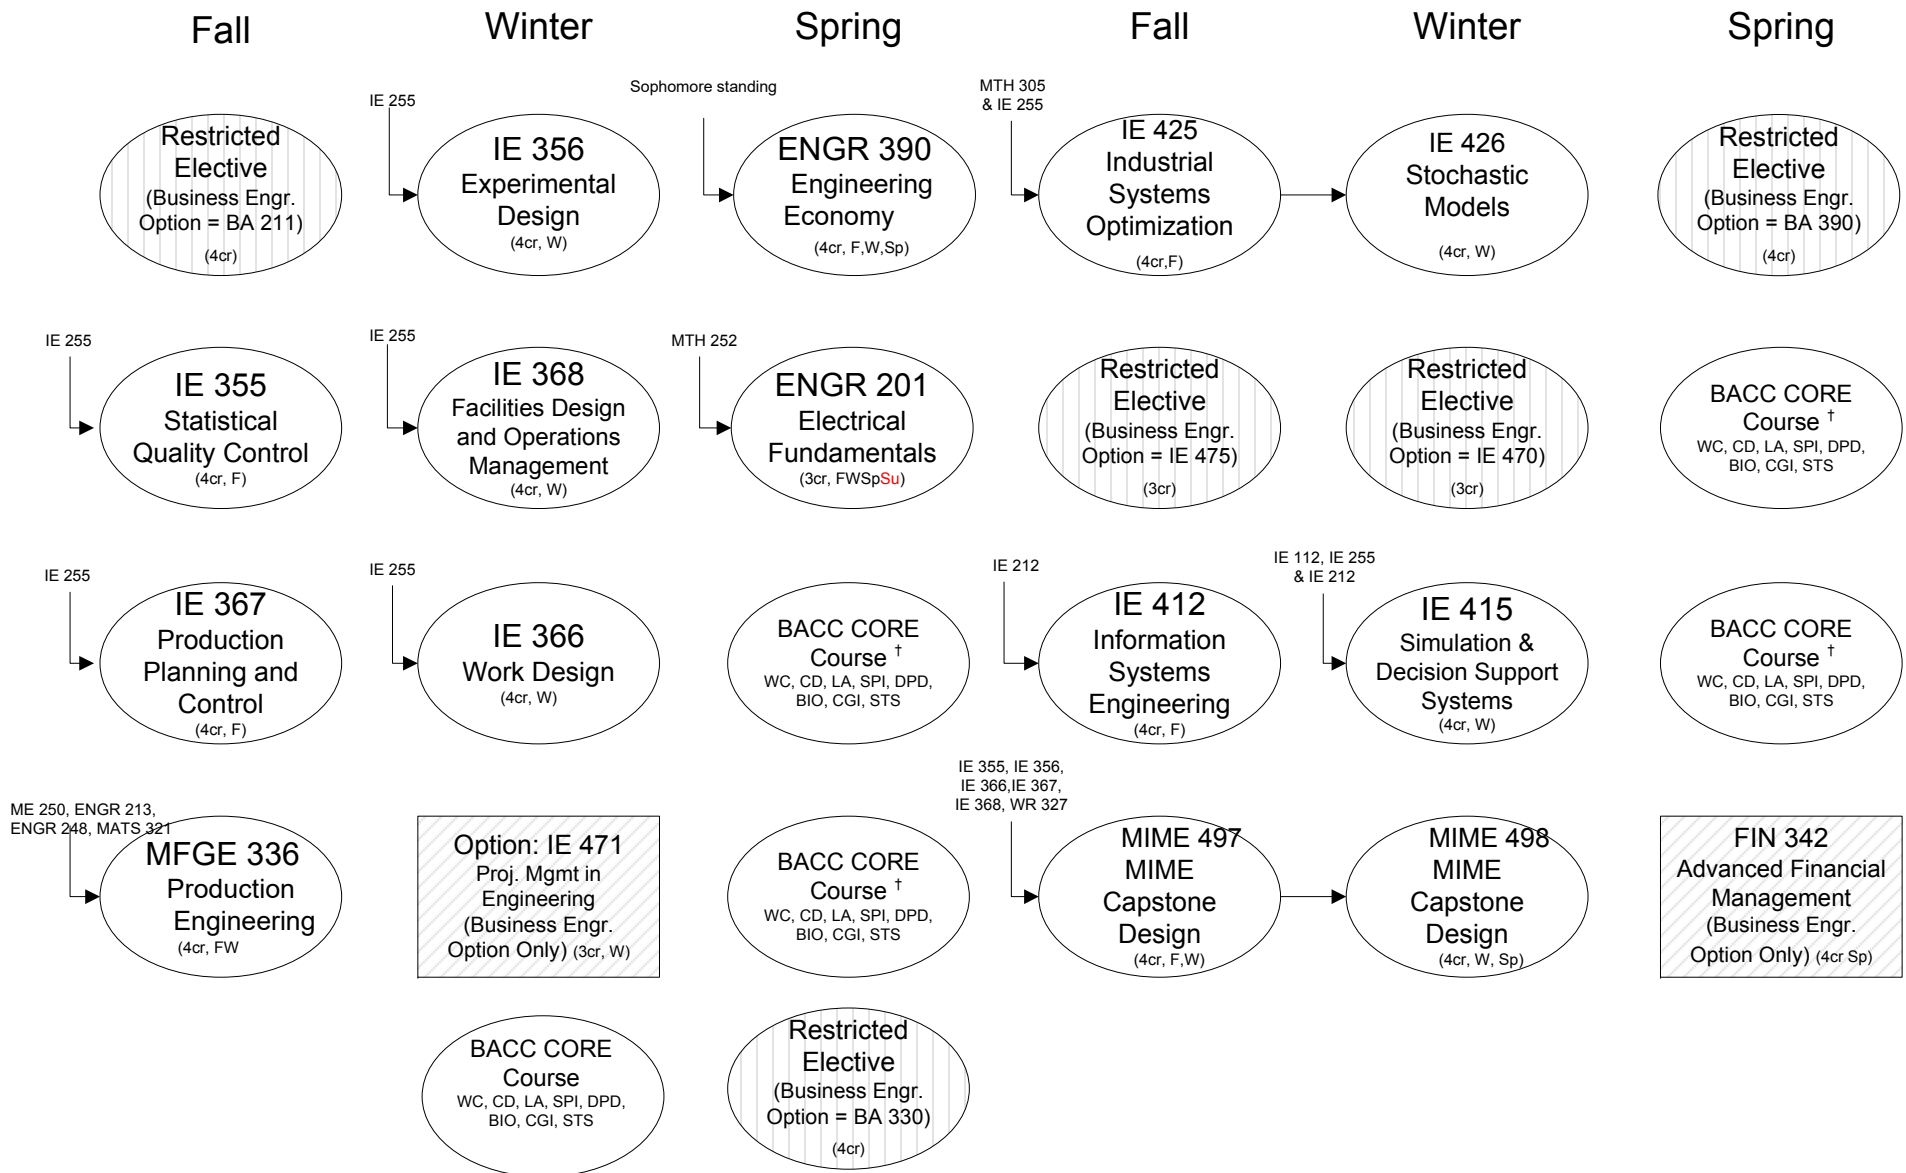 Fall
Winter
Spring
Fall
Winter
Spring
Restricted
Elective
(Business Engr.
Option = BA 211)
(4cr)
IE 255
IE 356
Experimental
Design
(4cr, W)
Sophomore standing
ENGR 390
Engineering
Economy
(4cr, F,W,Sp)
MTH 305
& IE 255
IE 425
Industrial
Systems
Optimization
(4cr,F)
IE 426
Stochastic
Models
(4cr, W)
Restricted
Elective
(Business Engr.
Option = BA 390)
(4cr)
IE 255
IE 355
Statistical
Quality Control
(4cr, F)
IE 255
IE 368
Facilities Design
and Operations
Management
(4cr, W)
MTH 252
ENGR 201
Electrical
Fundamentals
(3cr, FWSpSu)
Restricted
Elective
(Business Engr.
Option = IE 475)
(3cr)
Restricted
Elective
(Business Engr.
Option = IE 470)
(3cr)
BACC CORE
Course †
WC, CD, LA, SPI, DPD,
BIO, CGI, STS
IE 255
IE 367
Production
Planning and
Control
(4cr, F)
IE 255
IE 366
Work Design
(4cr, W)
BACC CORE
Course †
WC, CD, LA, SPI, DPD,
BIO, CGI, STS
IE 212
IE 412
Information
Systems
Engineering
(4cr, F)
IE 112, IE 255
& IE 212
IE 415
Simulation &
Decision Support
Systems
(4cr, W)
BACC CORE
Course †
WC, CD, LA, SPI, DPD,
BIO, CGI, STS
ME 250, ENGR 213,
ENGR 248, MATS 321
MFGE 336
Production
Engineering
(4cr, FW
Option: IE 471
Proj. Mgmt in
Engineering
(Business Engr.
Option Only) (3cr, W)
BACC CORE
Course †
WC, CD, LA, SPI, DPD,
BIO, CGI, STS
IE 355, IE 356,
IE 366,IE 367,
IE 368, WR 327
MIME 497
MIME
Capstone
Design
(4cr, F,W)
MIME 498
MIME
Capstone
Design
(4cr, W, Sp)
FIN 342
Advanced Financial
Management
(Business Engr.
Option Only) (4cr Sp)
BACC CORE
Course
WC, CD, LA, SPI, DPD,
BIO, CGI, STS
Restricted
Elective
(Business Engr.
Option = BA 330)
(4cr)